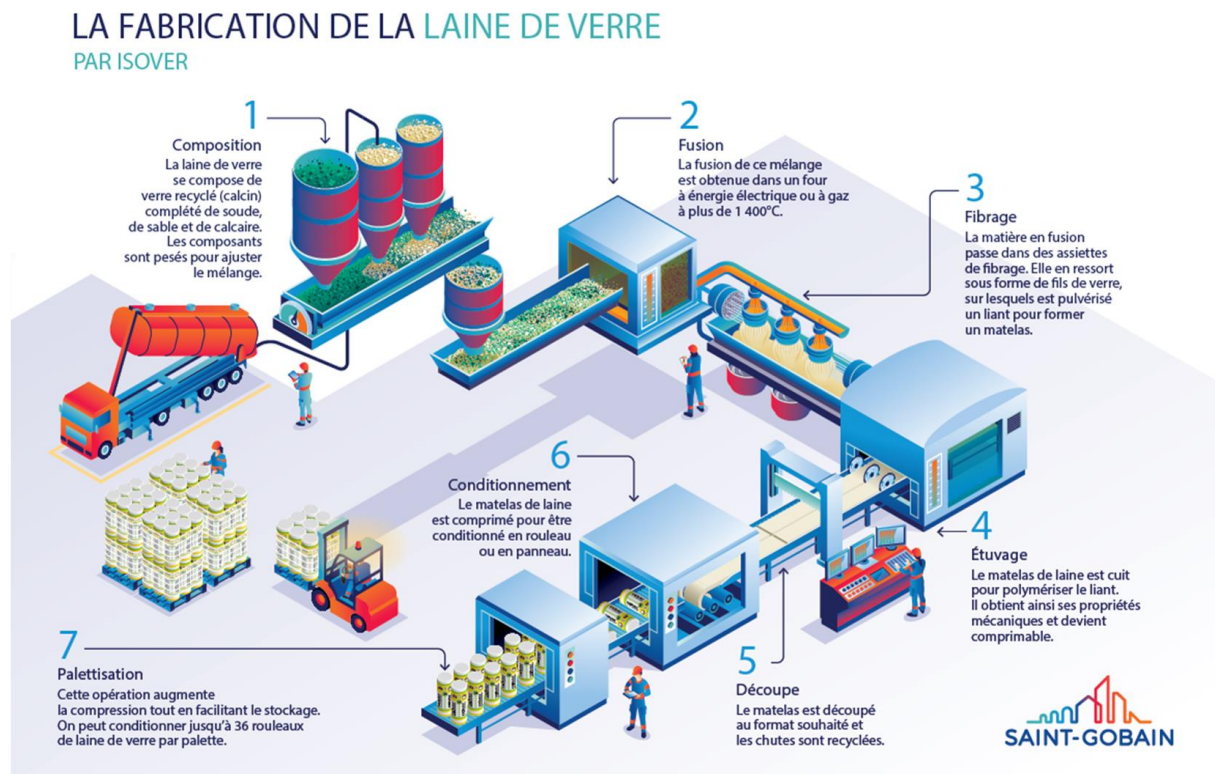 LA FABRICATION DE LA LAINE DE VERRE
PAR ISOVER
1
Composition
La laine de verre
se compose de
verre recyclé (calcin)
complété de soude,
de sable et de calcaire.
Les composants
sont pesés pour ajuster
le mélange.
2
Fusion
La fusion de ce mélange
est obtenue dans un four
à énergie électrique ou à gaz
à plus de 1 400°C.
3
Fibrage
La matière en fusion
passe dans des assiettes
de fibrage. Elle en ressort
sous forme de fils de verre,
sur lesquels est pulvérisé
un liant pour former
un matelas.
4
Étuvage
Le matelas de laine est cuit
pour polymériser le liant.
Il obtient ainsi ses propriétés
mécaniques et devient
comprimable.
5
Découpe
Le matelas est découpé
au format souhaité et
les chutes sont recyclées.
6
Conditionnement
Le matelas de laine
est comprimé pour être
conditionné en rouleau
ou en panneau.
7
Palettisation
Cette opération augmente
la compression tout en facilitant le stockage.
On peut conditionner jusqu'à 36 rouleaux
de laine de verre par palette.
SAINT-GOBAIN